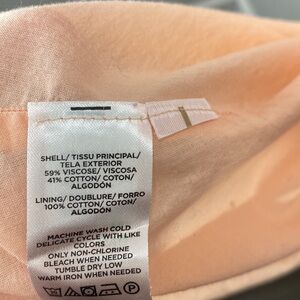 SHELL/ TISSU PRINCIPAL/
TELA EXTERIOR
59% VISCOSE/ VISCOSA
41% COTTON/ COTON/
ALGODÓN
LINING/ DOUBLURE/ FORRO
100% COTTON/ COTON/
ALGODÓN
MACHINE WASH COLD
DELICATE CYCLE WITH LIKE
COLORS
ONLY NON-CHLORINE
BLEACH WHEN NEEDED
TUMBLE DRY LOW
WARM IRON WHEN NEEDED
P